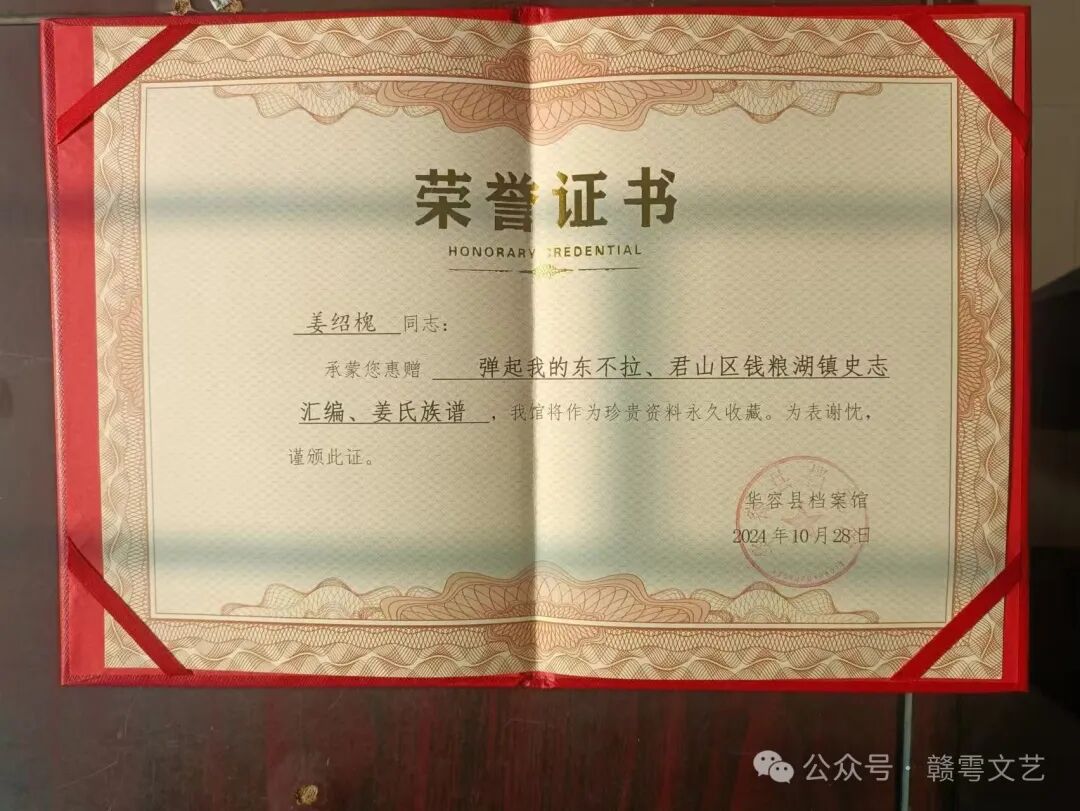 荣誉证书
HONORARY CREDENTIAL
姜绍槐 同志：
承蒙您惠赠 弹起我的东不拉、君山区钱粮湖镇史志
汇编、姜氏族谱 ，我馆将作为珍贵资料永久收藏。为表谢忱，
谨颁此证。
华容县档案馆
2024年10月28日
公众号·赣雩文艺